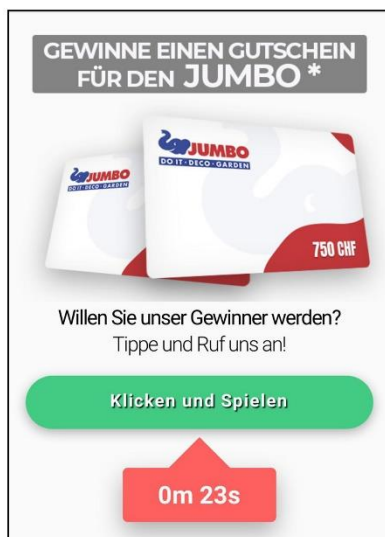 GEWINNE EINEN GUTSCHEIN
FÜR DEN JUMBO *
JUMBO
DO IT · DECO · GARDEN
JUMBO
DO IT · DECO · GARDEN
750 CHF
Willen Sie unser Gewinner werden?
Tippe und Ruf uns an!
Klicken und Spielen
0m 23s